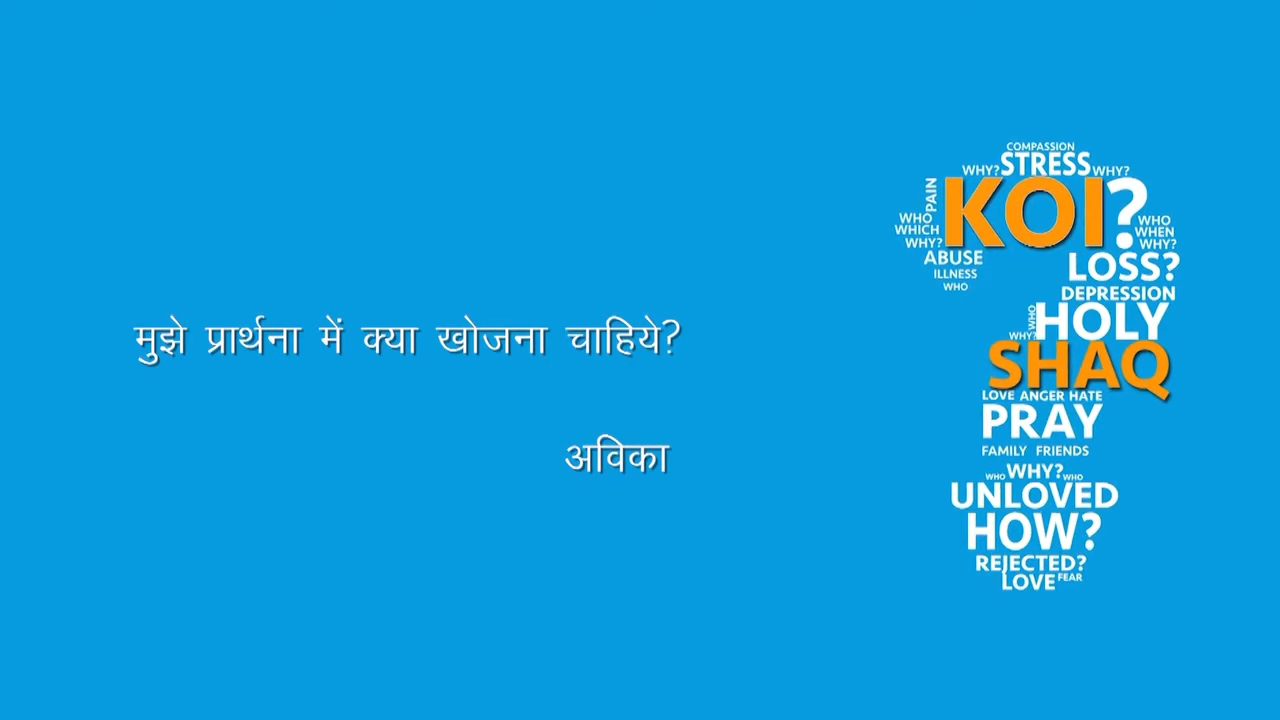 मुझे प्रार्थना में क्या खोजना चाहिये?
अविका
COMPASSION
WHY? STRESS WHY?
PAIN
KOI?
WHO
WHICH
WHY?
WHO
WHEN
WHY?
ABUSE
ILLNESS
WHO
LOSS?
DEPRESSION
WHO
HOLY
WHY?
SHAQ
LOVE ANGER HATE
PRAY
FAMILY FRIENDS
WHO WHY? WHO
UNLOVED
HOW?
REJECTED?
LOVE FEAR